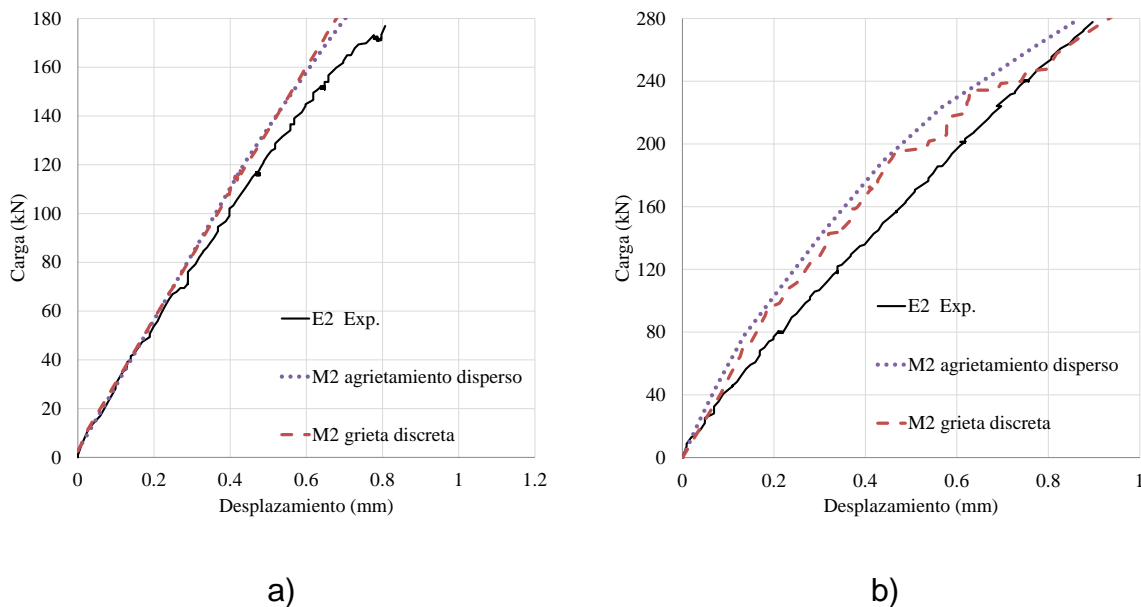 180
160
140
120
100
80
60
40
20
0
Carga (kN)
0 0.2 0.4 0.6 0.8 1 1.2
Desplazamiento (mm)
E2 Exp.
M2 agrietamiento disperso
M2 grieta discreta
a)
280
240
200
160
120
80
40
0
Carga (kN)
0 0.2 0.4 0.6 0.8 1
Desplazamiento (mm)
E2 Exp.
M2 agrietamiento disperso
M2 grieta discreta
b)